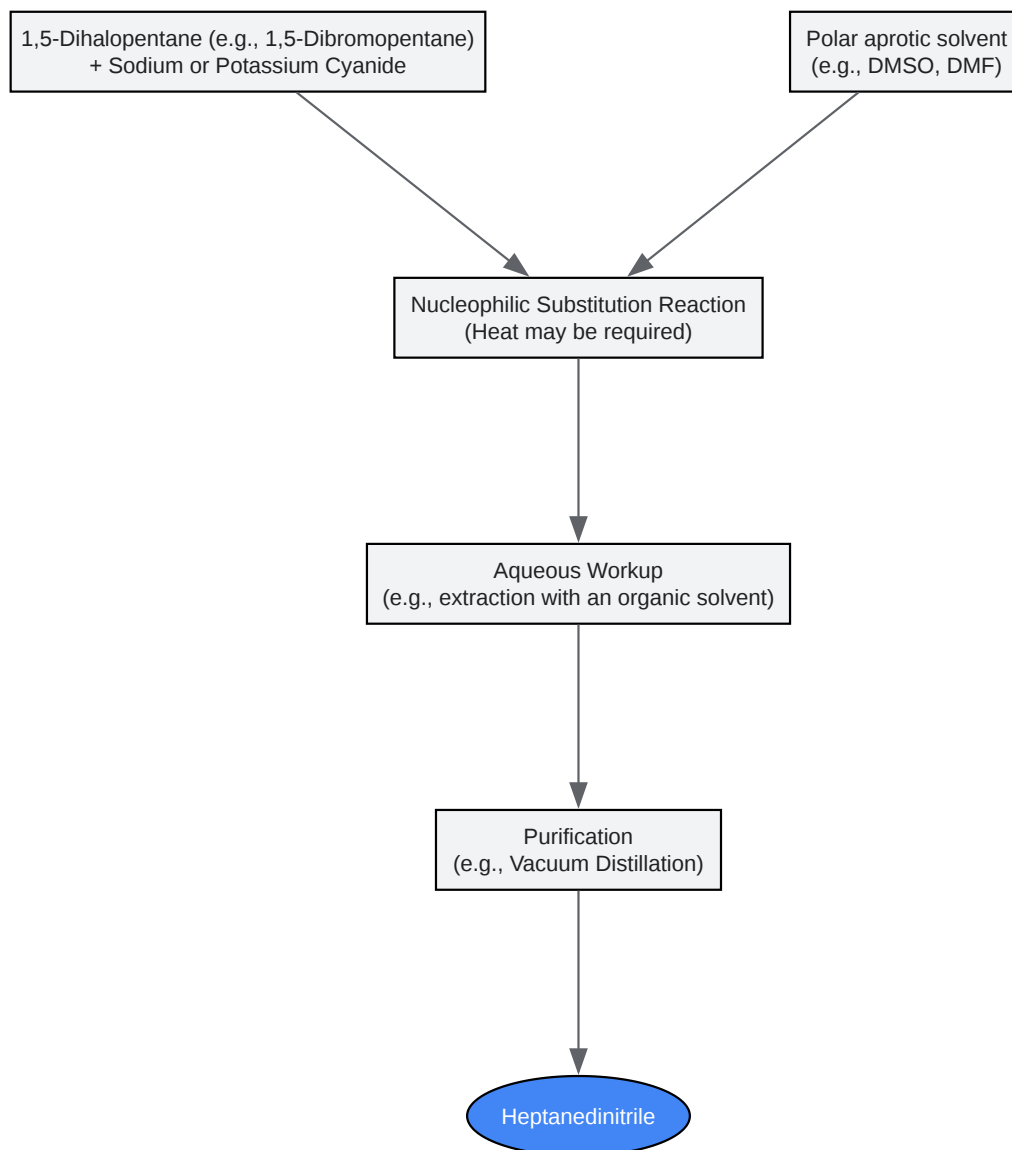 1,5-Dihalopentane (e.g., 1,5-Dibromopentane)
+ Sodium or Potassium Cyanide
Polar aprotic solvent
(e.g., DMSO, DMF)
Nucleophilic Substitution Reaction
(Heat may be required)
Aqueous Workup
(e.g., extraction with an organic solvent)
Purification
(e.g., Vacuum Distillation)
Heptanedinitrile